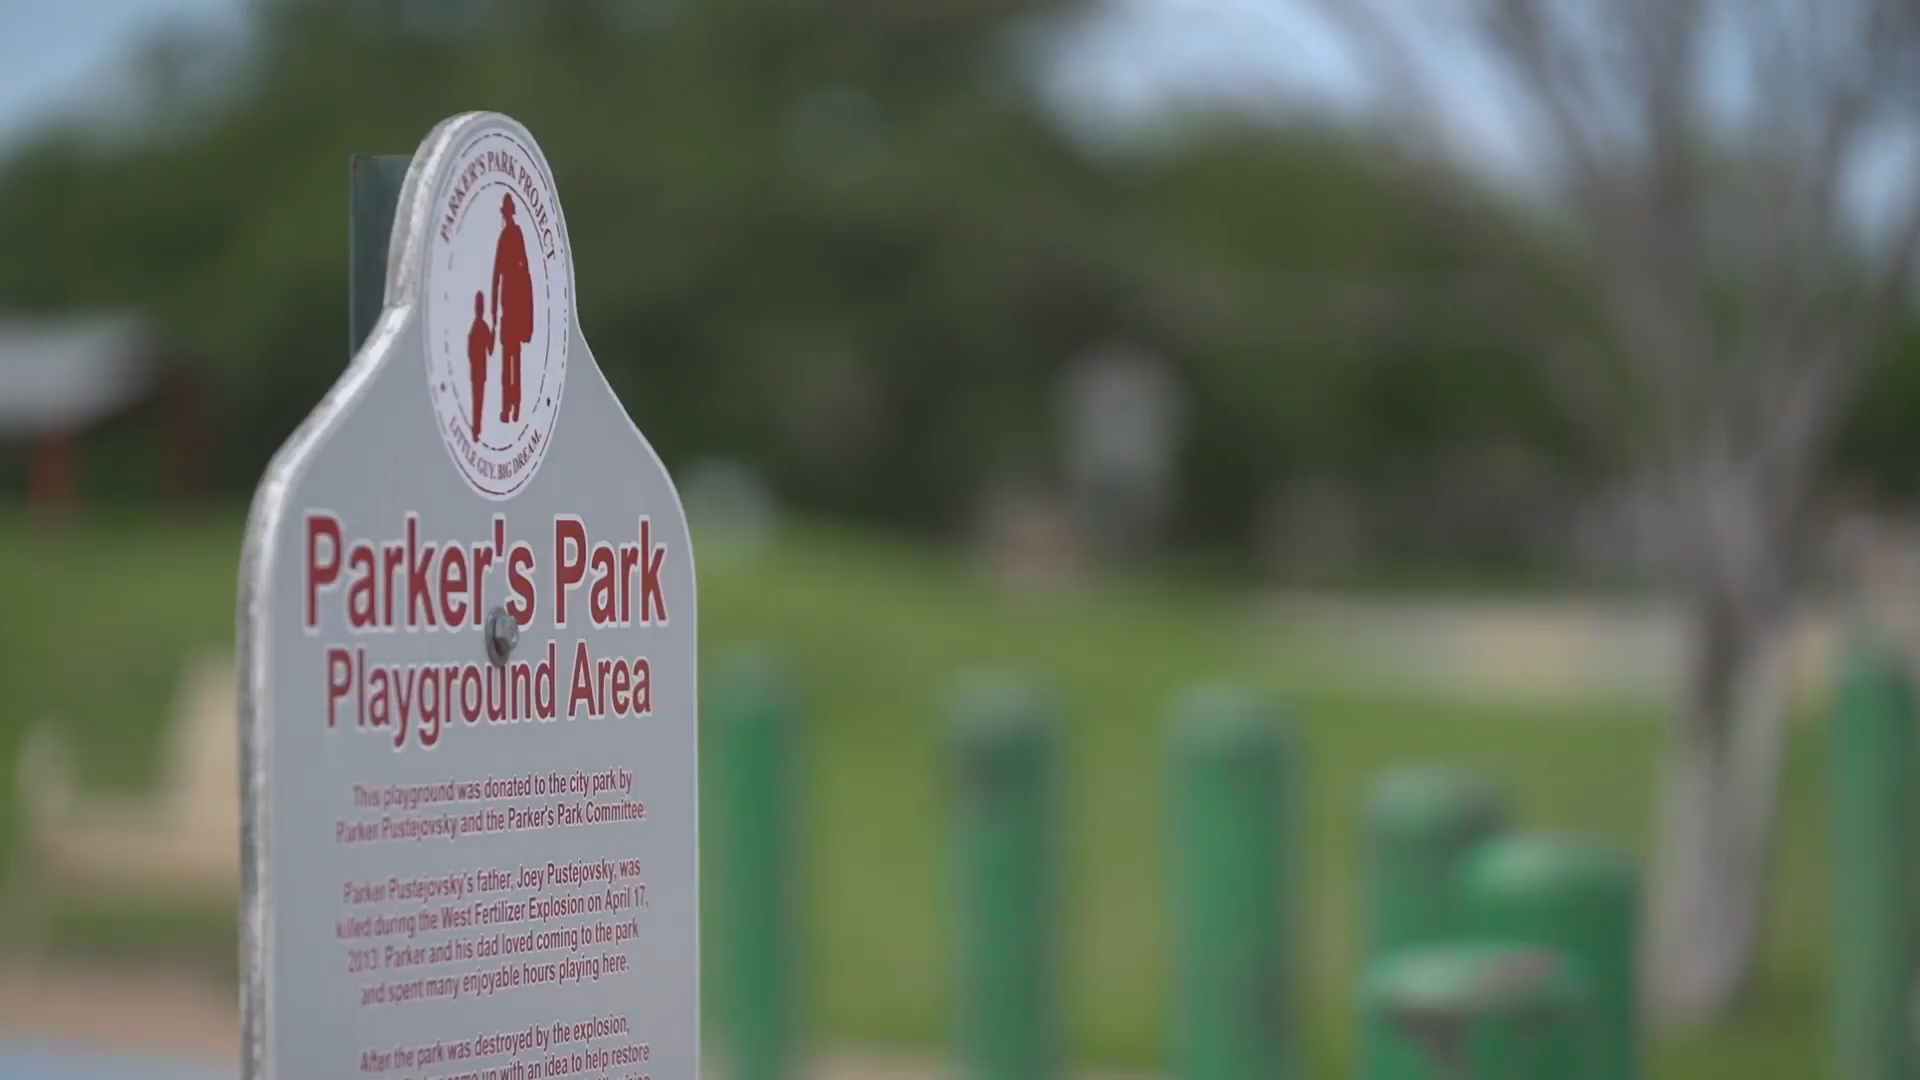 PARKER'S PARK PROJECT
LITTLE GUY. BIG DREAM.
Parker's Park
Playground Area
This playground was donated to the city park by
Parker Pustejovsky and the Parker's Park Committee.
Parker Pustejovsky's father, Joey Pustejovsky, was
killed during the West Fertilizer Explosion on April 17,
2013. Parker and his dad loved coming to the park
and spent many enjoyable hours playing here.
After the park was destroyed by the explosion,
came up with an idea to help restore